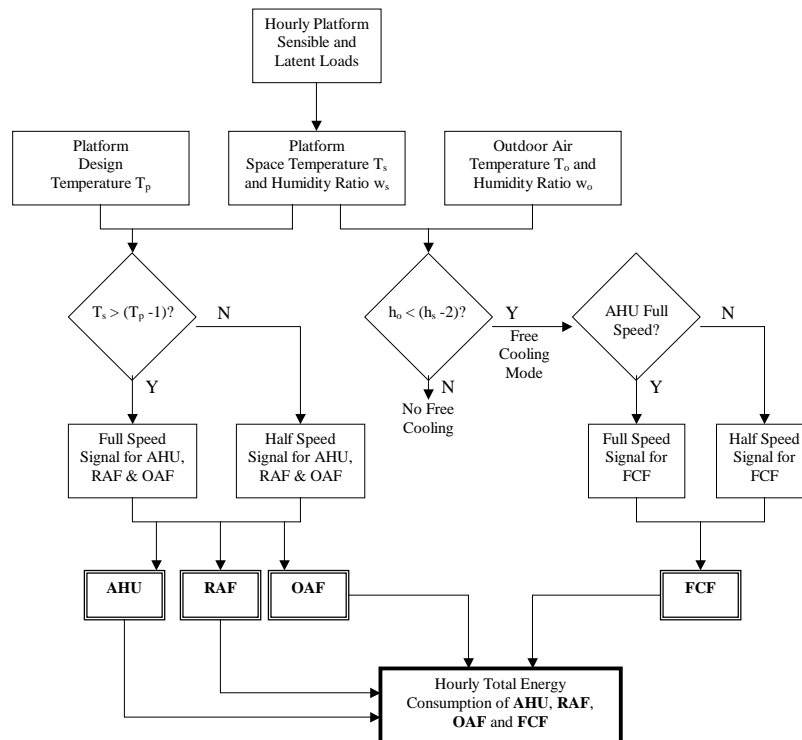 Hourly Platform
Sensible and
Latent Loads
Platform
Design
Temperature Tₚ
Platform
Space Temperature Tₛ
and Humidity Ratio wₛ
Outdoor Air
Temperature Tₒ and
Humidity Ratio wₒ
Tₛ > (Tₚ -1)?
N
Y
hₒ < (hₛ -2)?
Y
Free
Cooling
Mode
N
No Free
Cooling
AHU Full
Speed?
N
Y
Full Speed
Signal for AHU,
RAF & OAF
Half Speed
Signal for AHU,
RAF & OAF
Full Speed
Signal for
FCF
Half Speed
Signal for
FCF
AHU
RAF
OAF
FCF
Hourly Total Energy
Consumption of AHU, RAF,
OAF and FCF